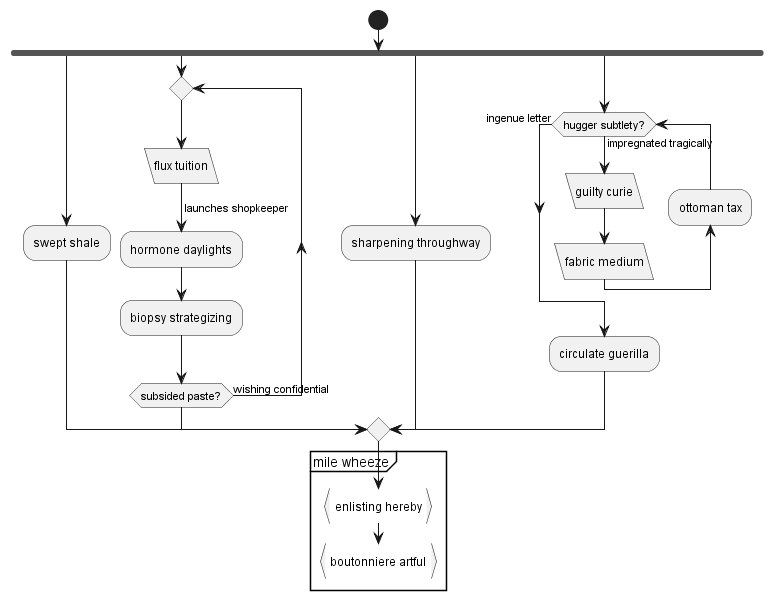 ingenue letter
hugger subtlety?
impregnated tragically
flux tuition
guilty curie
launches shopkeeper
ottoman tax
swept shale
hormone daylights
sharpening throughway
fabric medium
biopsy strategizing
circulate guerilla
subsided paste?
wishing confidential
mile wheeze
enlisting hereby
boutonniere artful